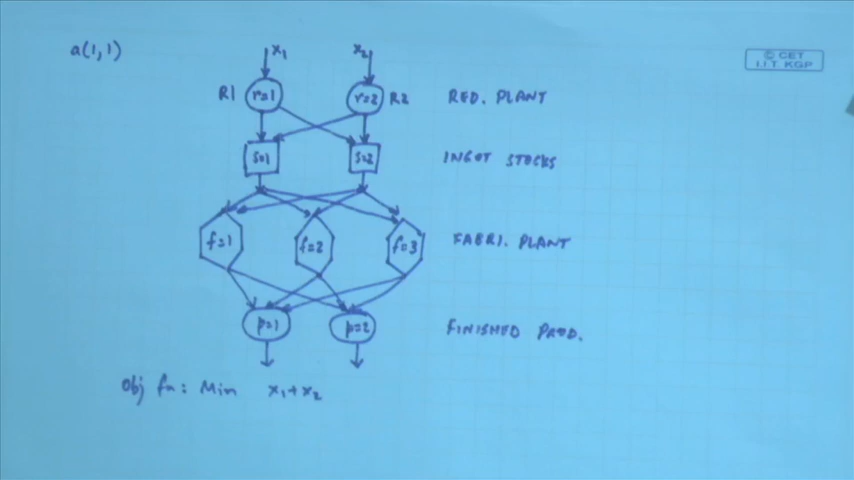 a(1,1)
x1 x2
© CET
I.I.T. KGP
R1 r=1 r=2 R2 RED. PLANT
s=1 s=2 INGOT STOCKS
f=1 f=2 f=3 FABRI. PLANT
p=1 p=2 FINISHED PROD.
Obj fn: Min x1+x2